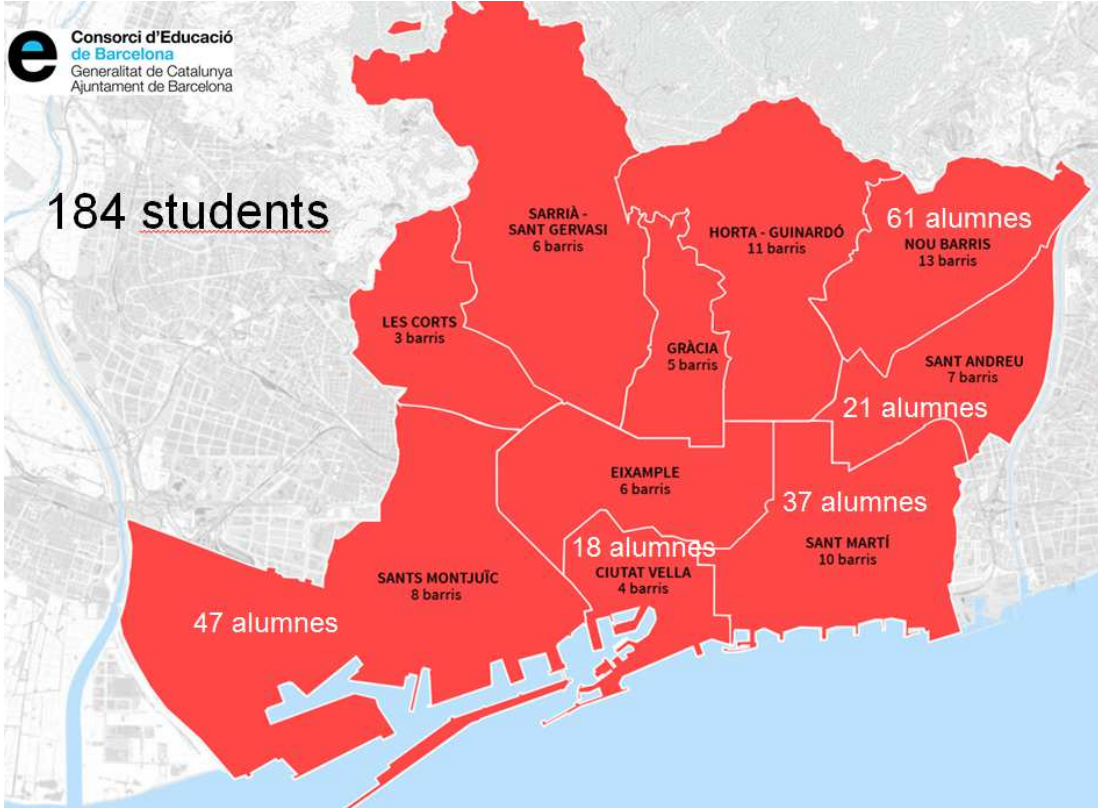 Consorci d'Educació
de Barcelona
Generalitat de Catalunya
Ajuntament de Barcelona
184 students
SARRIÀ -
SANT GERVASI
6 barris
HORTA - GUINARDÓ
11 barris
61 alumnes
NOU BARRIS
13 barris
LES CORTS
3 barris
GRÀCIA
5 barris
SANT ANDREU
7 barris
21 alumnes
EIXAMPLE
6 barris
37 alumnes
SANT MARTÍ
10 barris
18 alumnes
CIUTAT VELLA
4 barris
SANTS MONTJUÏC
8 barris
47 alumnes